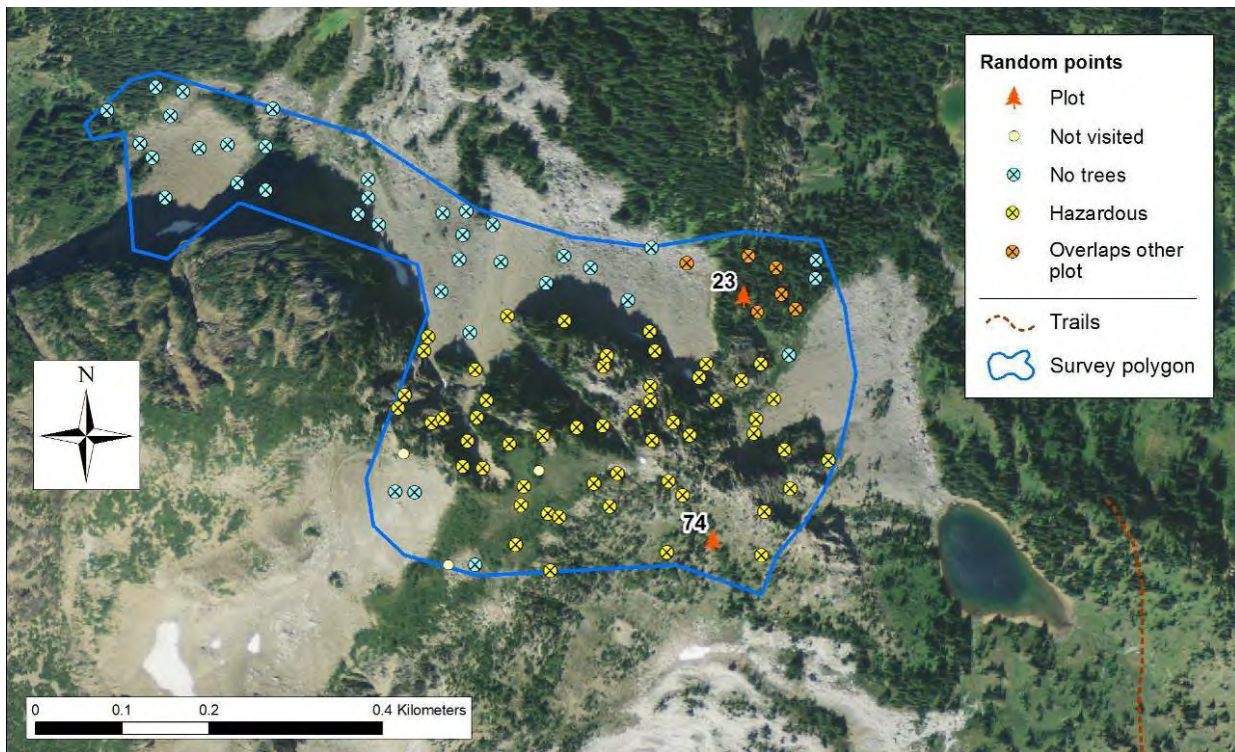 Random points
Plot
Not visited
No trees
Hazardous
Overlaps other
plot
Trails
Survey polygon
23
N
74
0 0.1 0.2 0.4 Kilometers